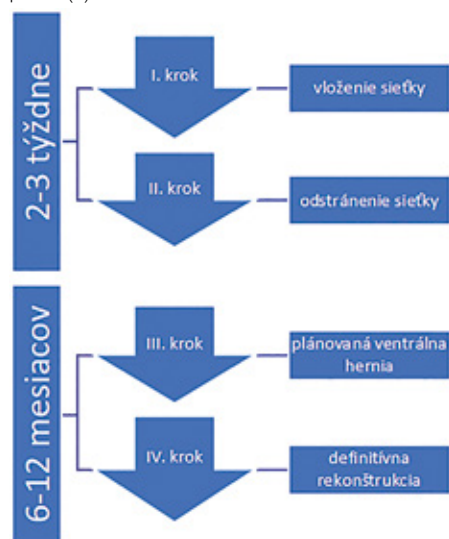 2-3 týždne
I. krok
vloženie sieťky
II. krok
odstránenie sieťky
6-12 mesiacov
III. krok
plánovaná ventrálna
hernia
IV. krok
definitívna
rekonštrukcia